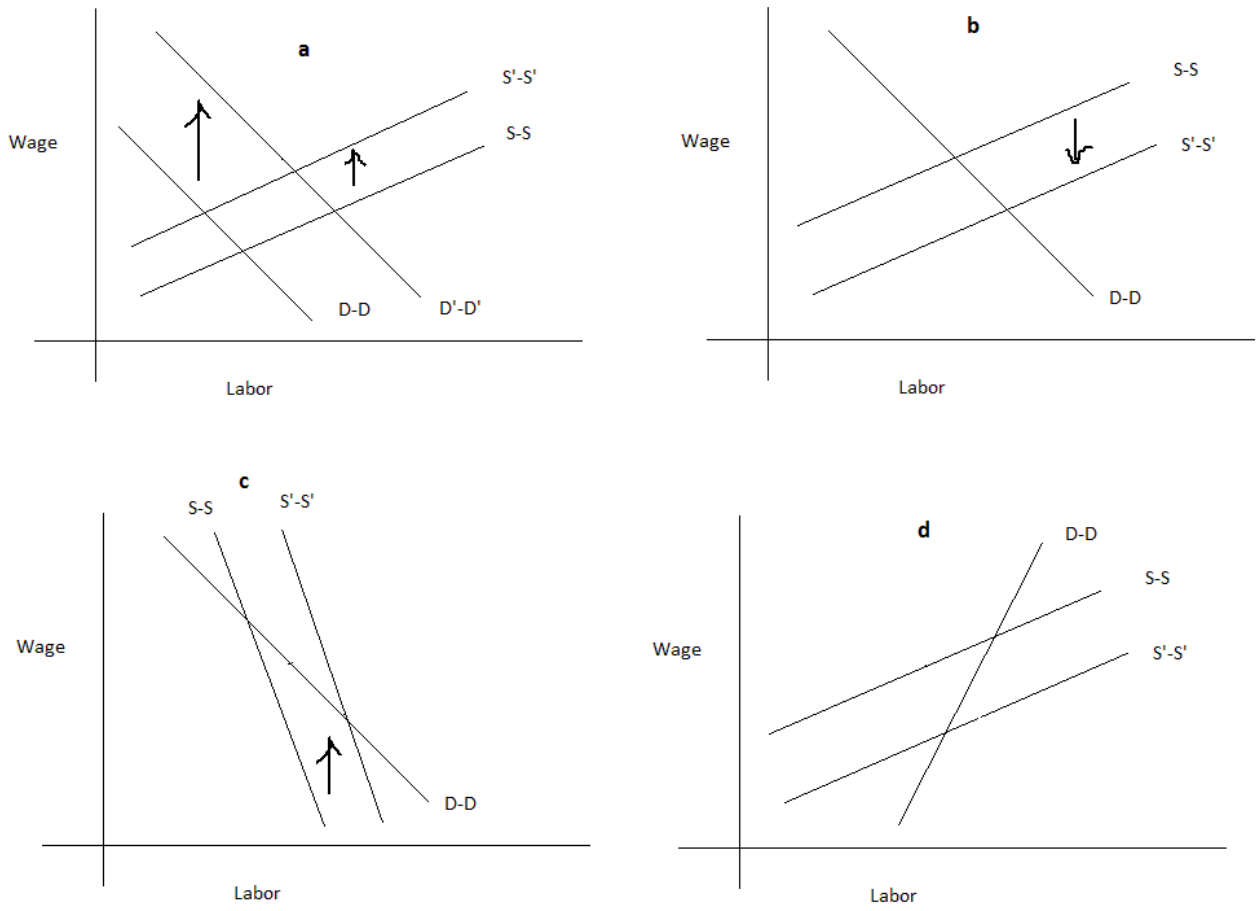 a
S'-S'
S-S
Wage
D-D
D'-D'
Labor
b
S-S
Wage
S'-S'
D-D
Labor
c
S-S
S'-S'
Wage
D-D
Labor
d
D-D
S-S
Wage
S'-S'
Labor